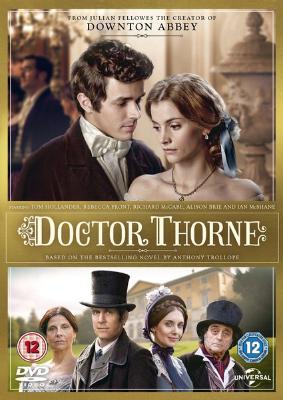 FROM JULIAN FELLOWES THE CREATOR OF
DOWNTON ABBEY
STARRING TOM HOLLANDER, REBECCA FRONT, RICHARD McCABE, ALISON BRIE AND IAN McSHANE
DOCTOR THORNE
BASED ON THE BESTSELLING NOVEL BY ANTHONY TROLLOPE
12
12
DVD
VIDEO
UNIVERSAL